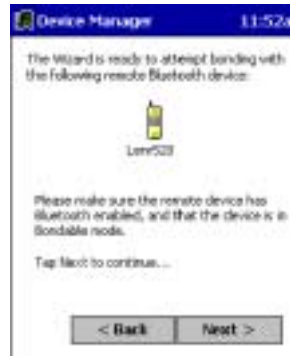 Device Manager 11:52a
The Wizard is ready to attempt bonding with
the following remote Bluetooth device:
Please make sure the remote device has
Bluetooth enabled, and that the device is in
Bondable mode.
Tap Next to continue...
< Back Next >